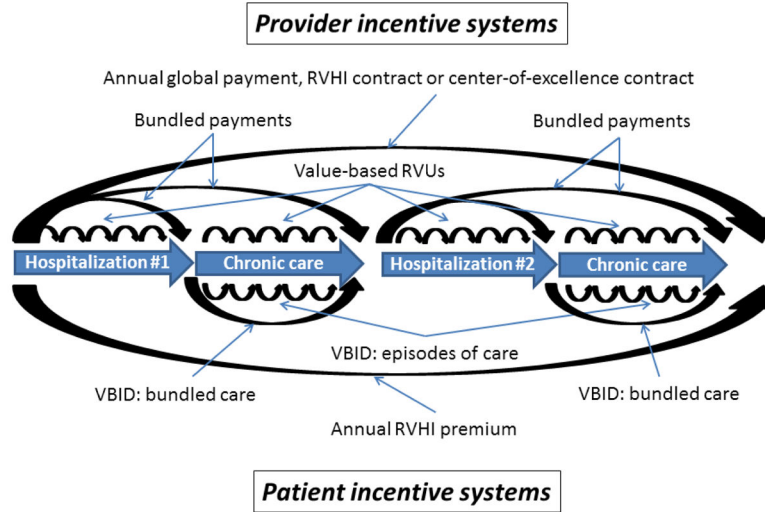 Provider incentive systems
Annual global payment, RVHI contract or center-of-excellence contract
Bundled payments
Bundled payments
Value-based RVUs
Hospitalization #1
Chronic care
Hospitalization #2
Chronic care
VBID: episodes of care
VBID: bundled care
VBID: bundled care
Annual RVHI premium
Patient incentive systems